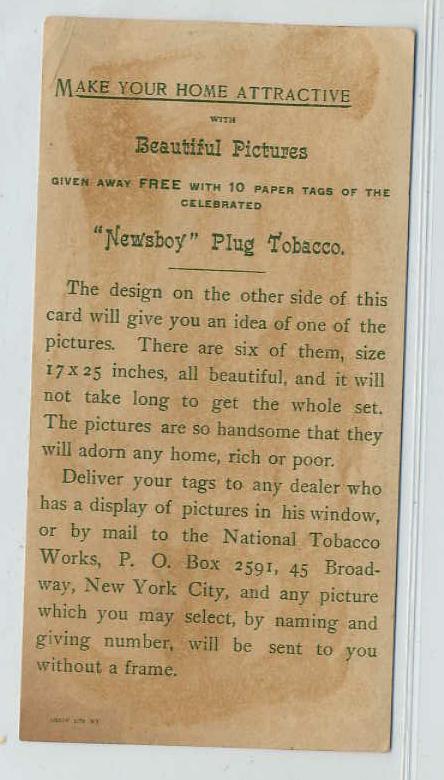 MAKE YOUR HOME ATTRACTIVE
WITH
Beautiful Pictures
GIVEN AWAY FREE WITH 10 PAPER TAGS OF THE
CELEBRATED
"Newsboy" Plug Tobacco.
The design on the other side of this
card will give you an idea of one of the
pictures. There are six of them, size
17x25 inches, all beautiful, and it will
not take long to get the whole set.
The pictures are so handsome that they
will adorn any home, rich or poor.
Deliver your tags to any dealer who
has a display of pictures in his window,
or by mail to the National Tobacco
Works, P. O. Box 2591, 45 Broad-
way, New York City, and any picture
which you may select, by naming and
giving number, will be sent to you
without a frame.